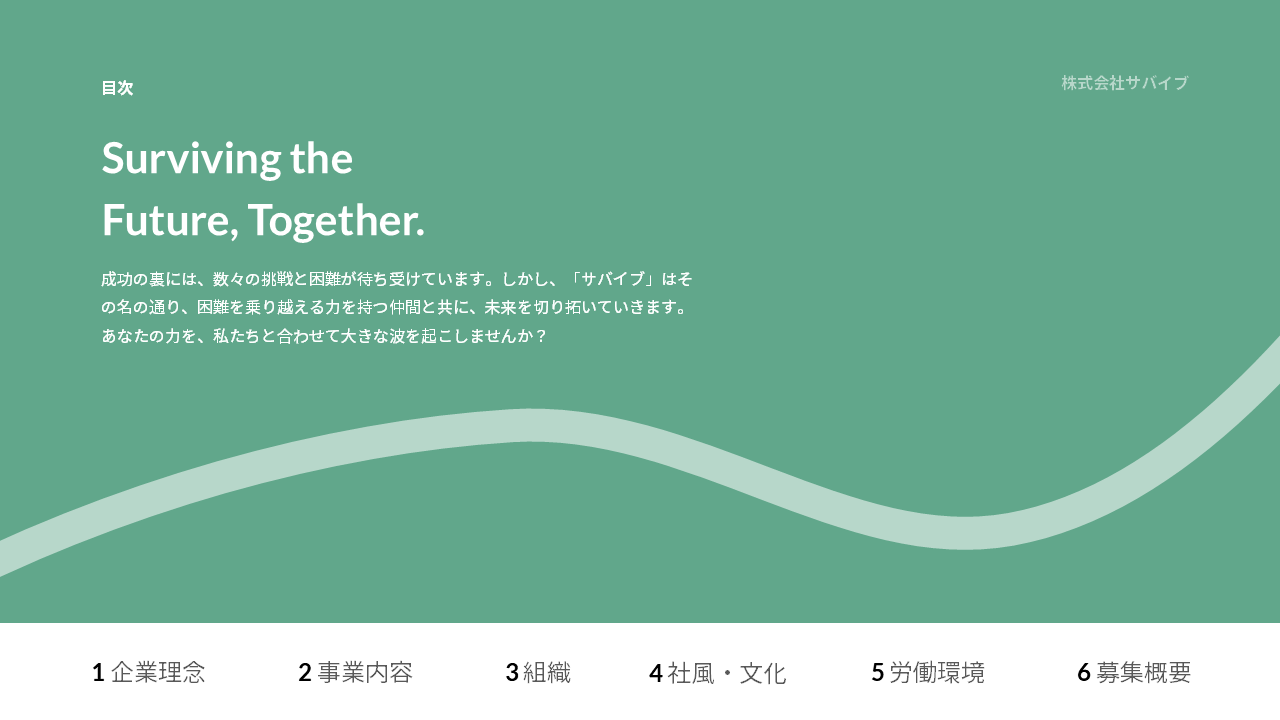 目次
株式会社サバイブ
Surviving the
Future, Together.
成功の裏には、数々の挑戦と困難が待ち受けています。しかし、「サバイブ」はそ
の名の通り、困難を乗り越える力を持つ仲間と共に、未来を切り拓いていきます。
あなたの力を、私たちと合わせて大きな波を起こしませんか？
1 企業理念
2 事業内容
3 組織
4 社風・文化
5 労働環境
6 募集概要